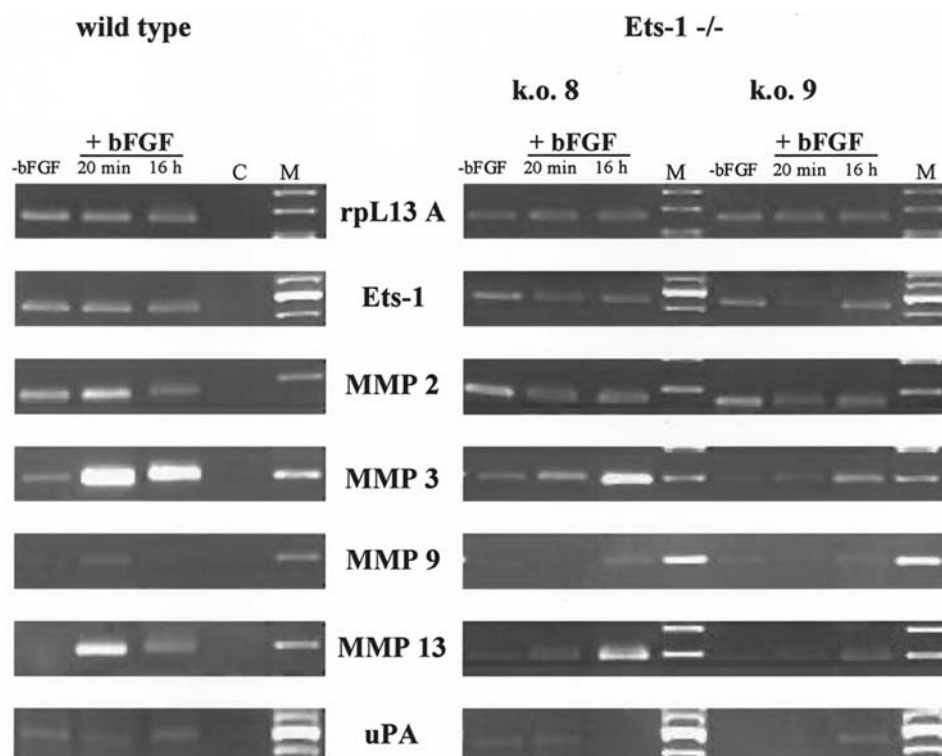 wild type Ets-1 -/-
k.o. 8 k.o. 9
+ bFGF + bFGF + bFGF
-bFGF 20 min 16 h C M -bFGF 20 min 16 h M -bFGF 20 min 16 h M
rpL13 A
Ets-1
MMP 2
MMP 3
MMP 9
MMP 13
uPA